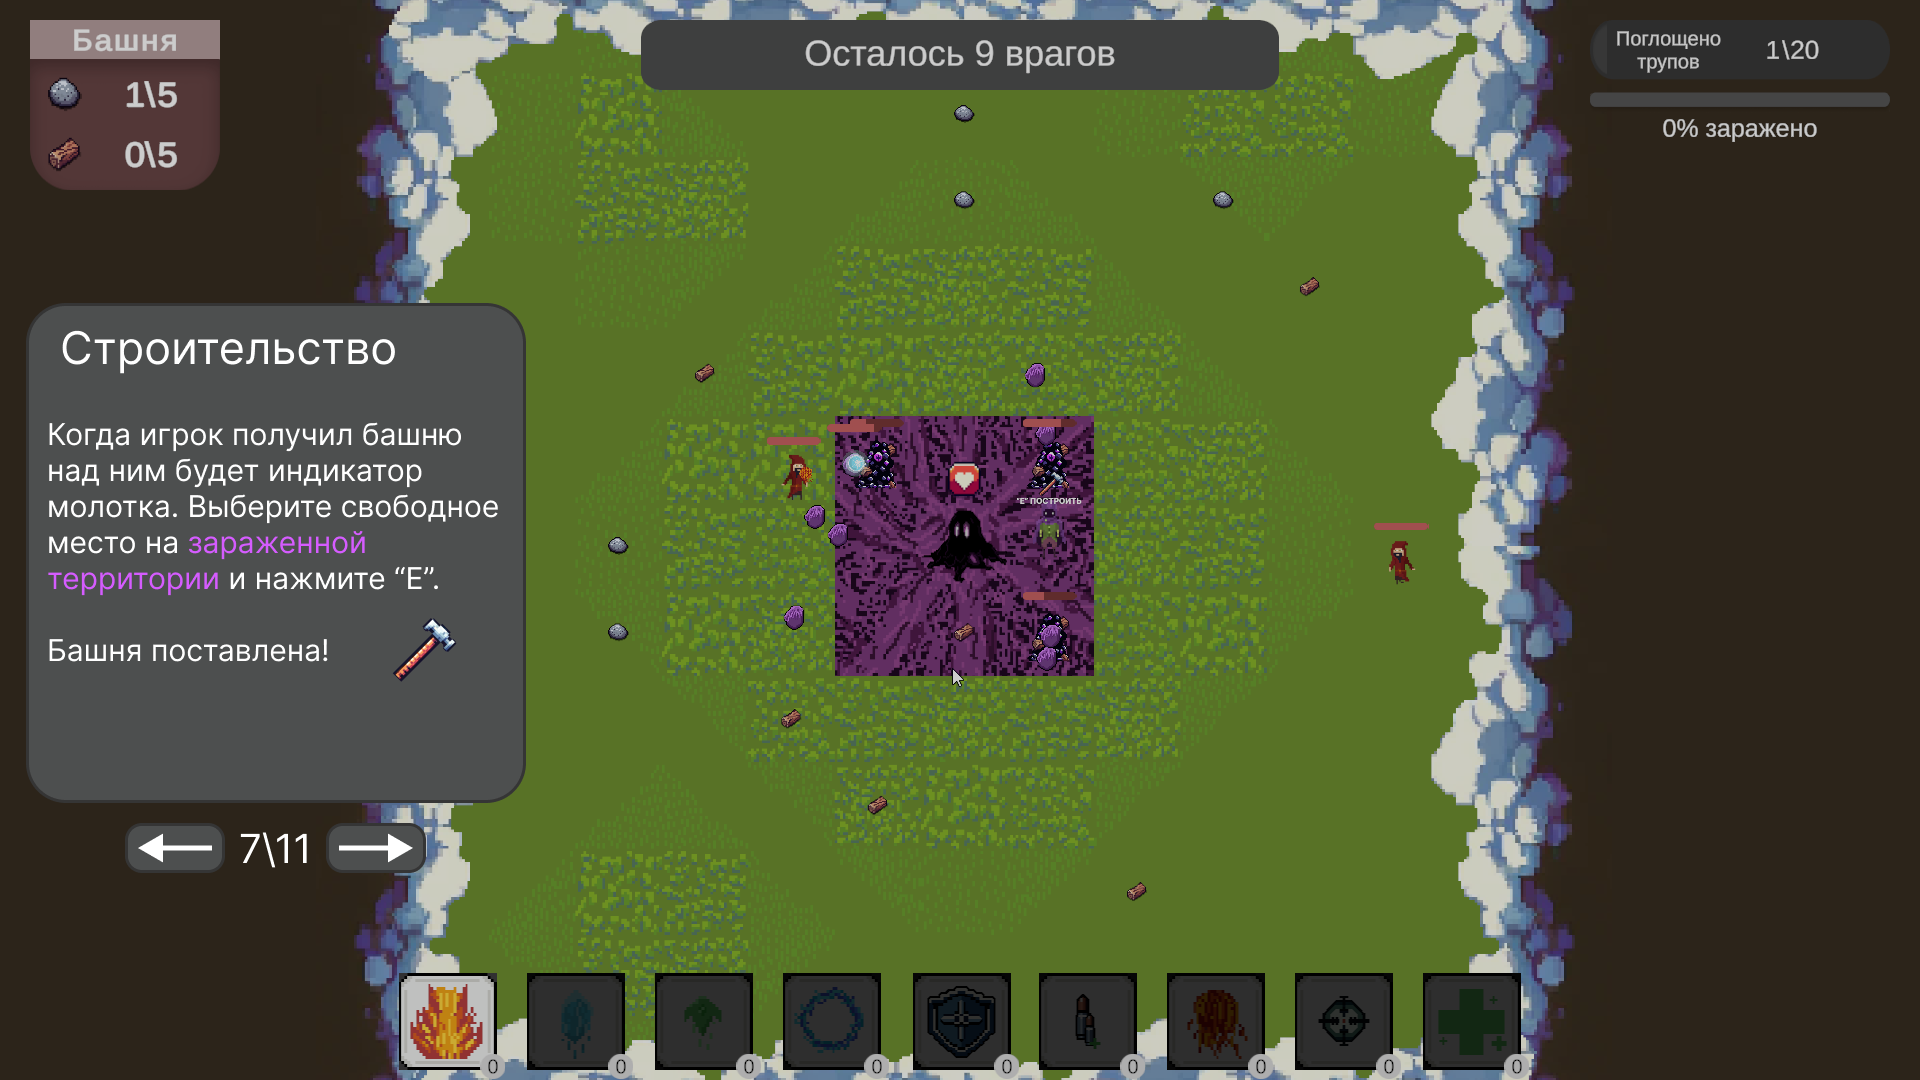 Башня
1\5
0\5
Осталось 9 врагов
Поглощено
трупов
1\20
0% заражено
Строительство
Когда игрок получил башню
над ним будет индикатор
молотка. Выберите свободное
место на зараженной
территории и нажмите “E”.
Башня поставлена!
"Е" ПОСТРОИТЬ
7\11
0
0
0
0
0
0
0
0
0